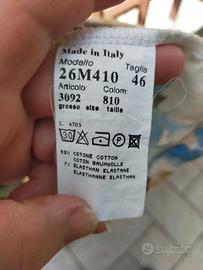 Made in Italy
Modello Taglia
26M410 46
Articolo: Colore:
3092 810
grosse size taille
L. 4705
30 A P
93% COTONE COTTON
COTON BAUMWOLLE
7% ELASTAN ELASTANE
ELASTHANNE ELASTHAN
subito